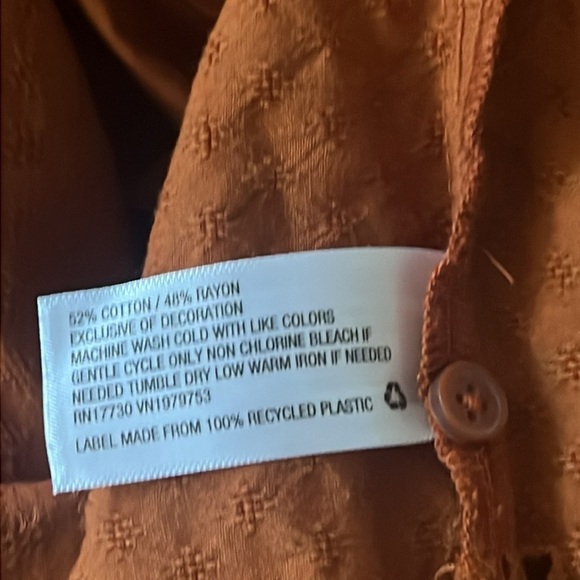 52% COTTON / 48% RAYON
EXCLUSIVE OF DECORATION
MACHINE WASH COLD WITH LIKE COLORS
GENTLE CYCLE ONLY NON CHLORINE BLEACH IF
NEEDED TUMBLE DRY LOW WARM IRON IF NEEDED
RN17730 VN1979753
LABEL MADE FROM 100% RECYCLED PLASTIC